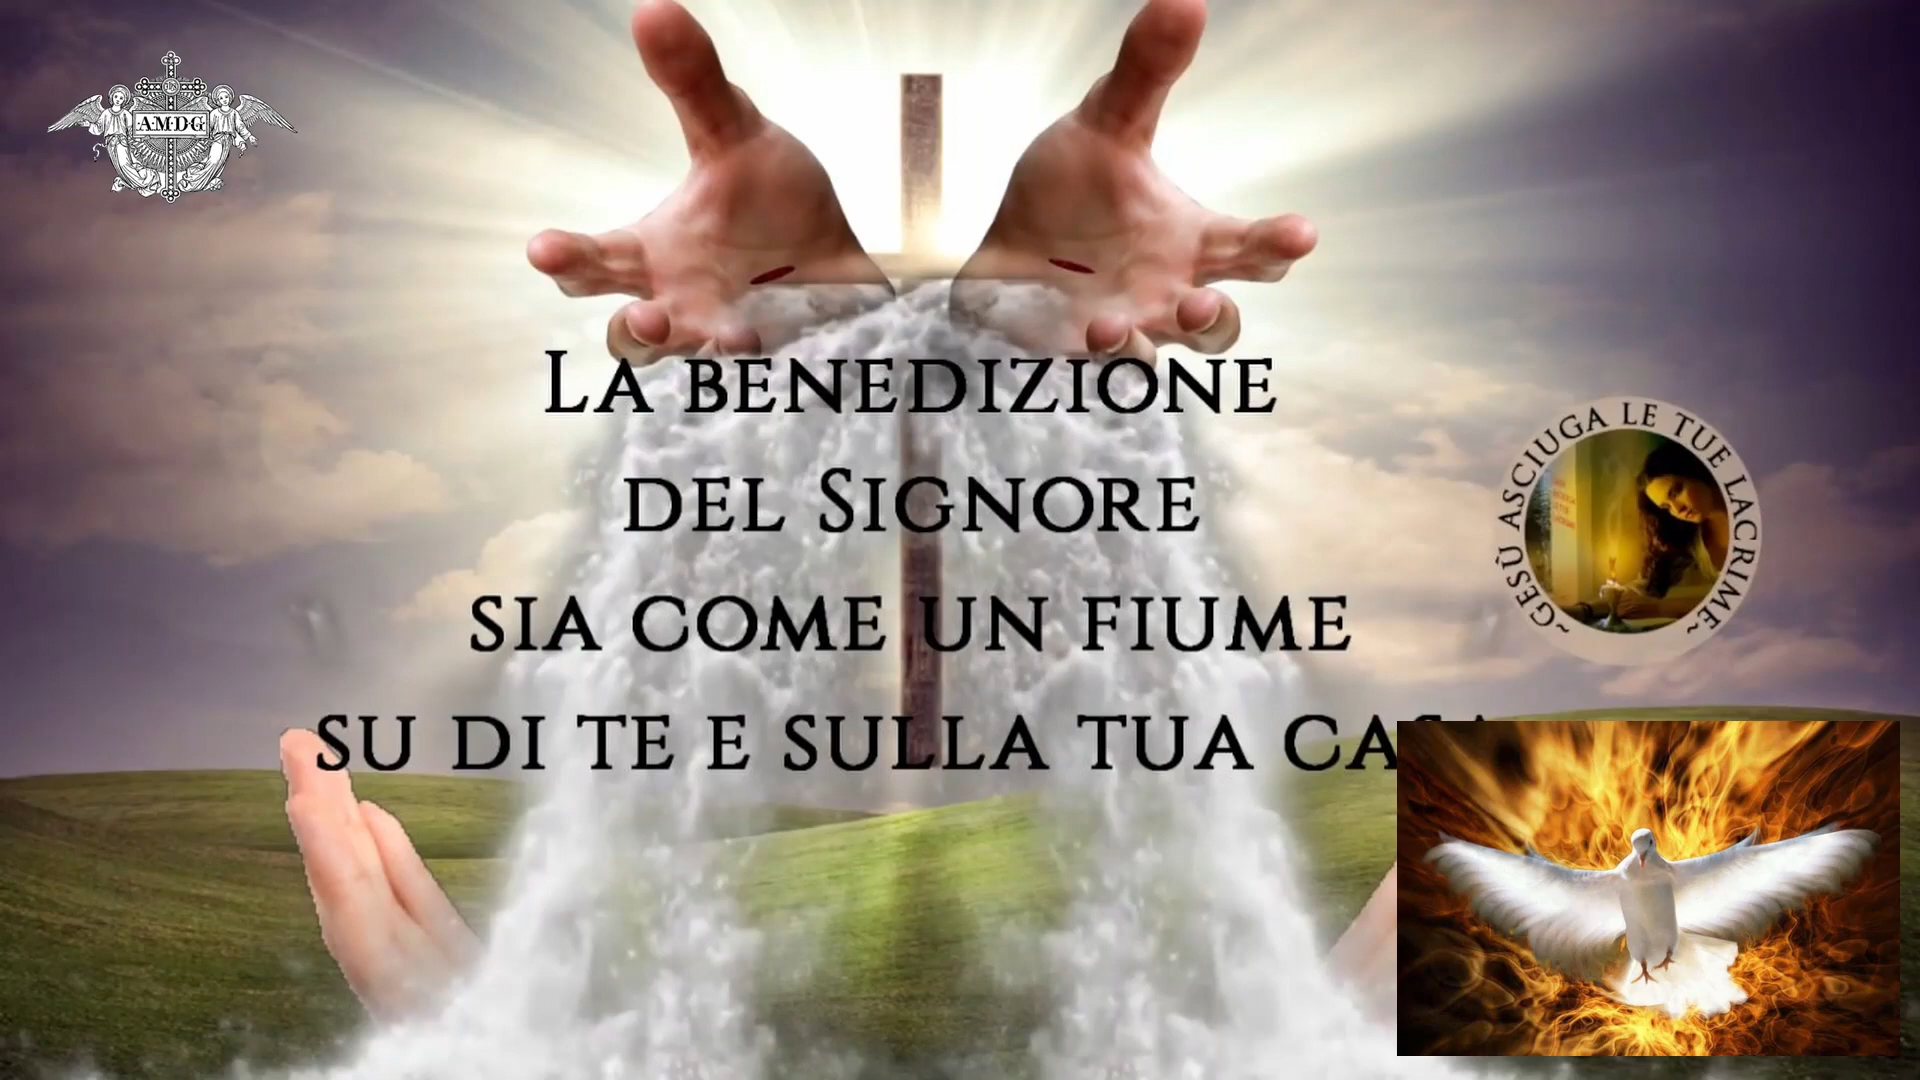 A·M·D·G
La benedizione
del Signore
sia come un fiume
su di te e sulla tua
~GESÙ ASCIUGA LE TUE LACRIME~